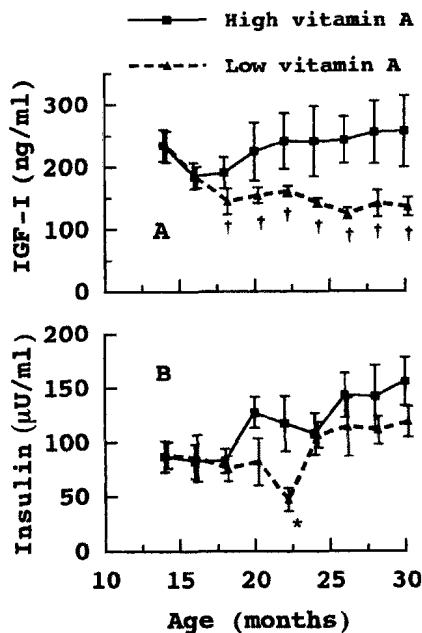 High vitamin A
Low vitamin A
IGF-I (ng/ml)
300
200
100
0
A
† † † † † † †
Insulin (µU/ml)
200
150
100
50
0
B
*
10 15 20 25 30
Age (months)